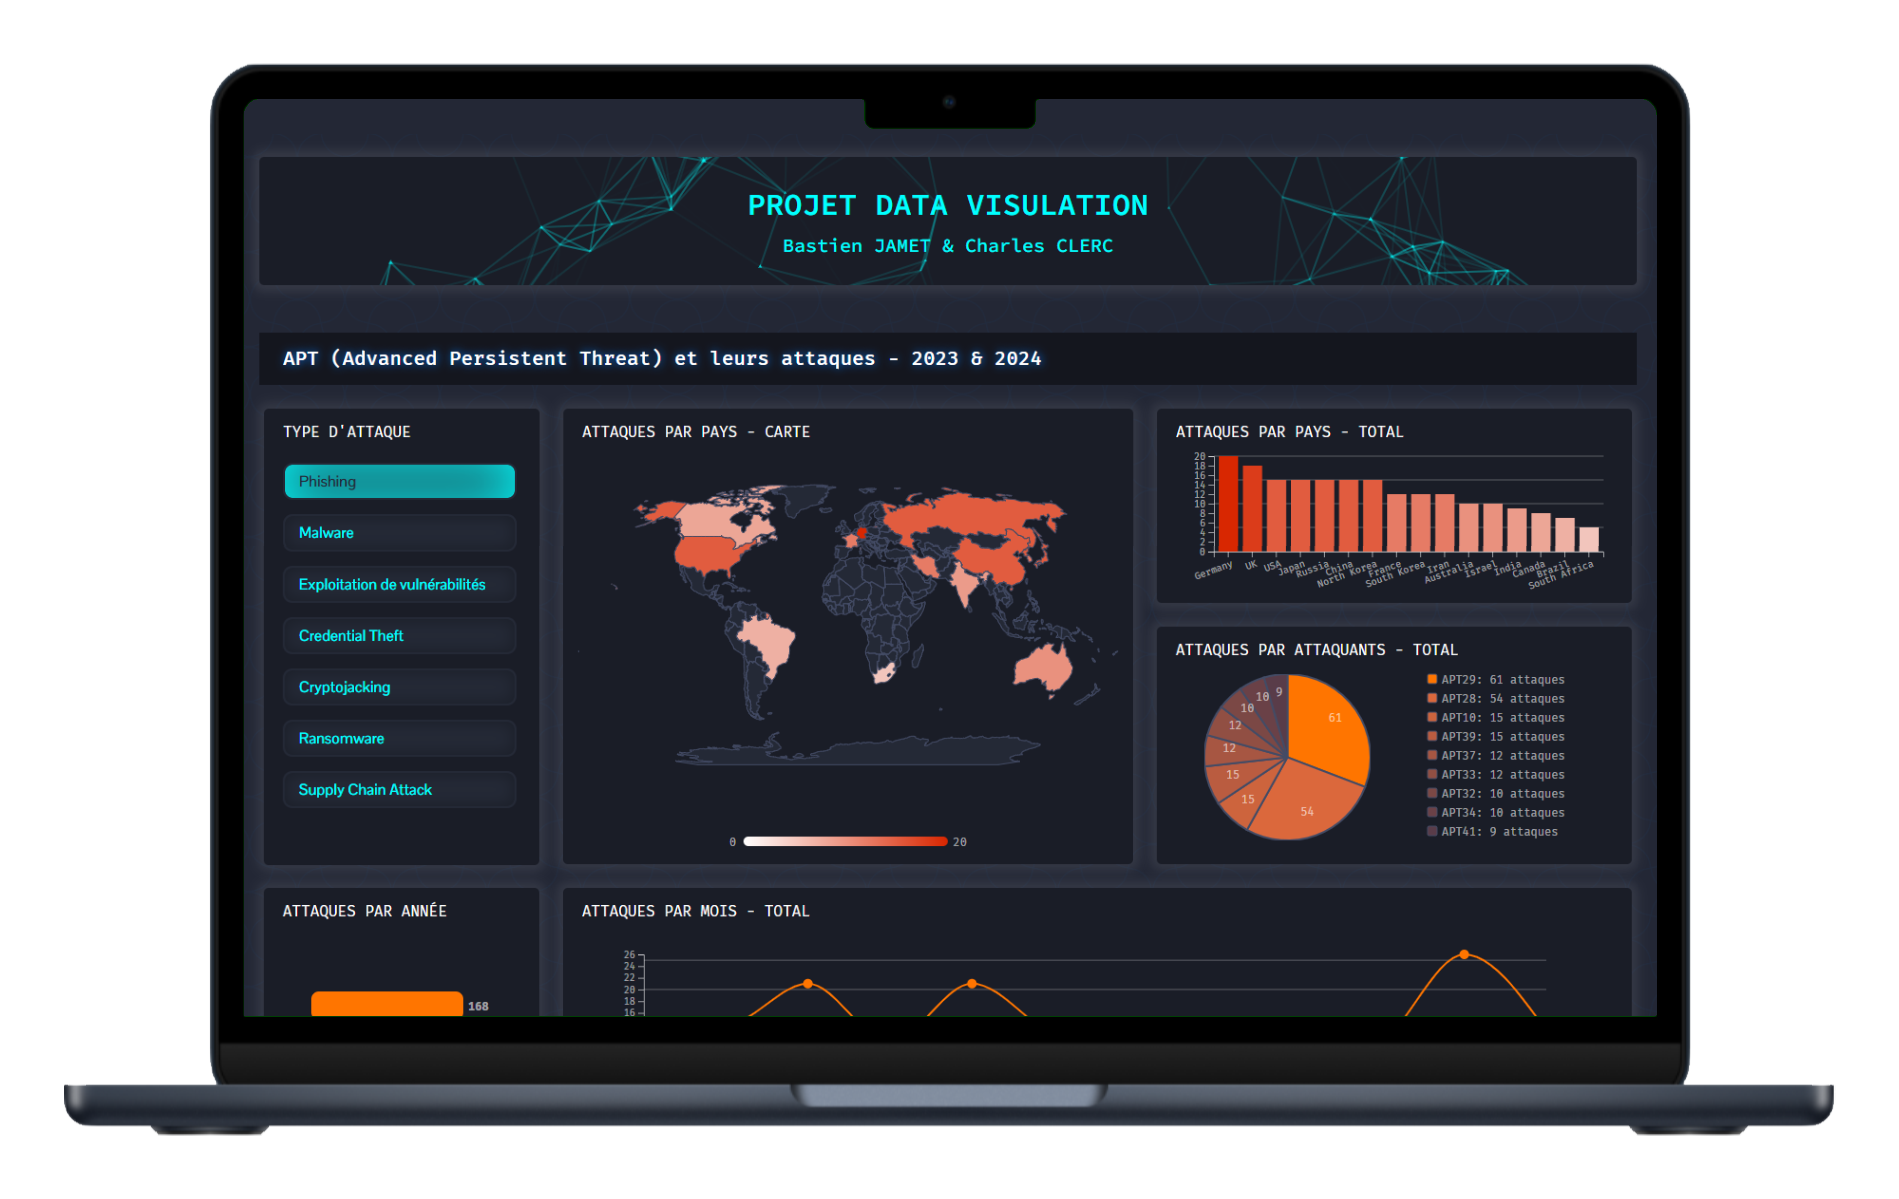 PROJET DATA VISULATION
Bastien JAMET & Charles CLERC
APT (Advanced Persistent Threat) et leurs attaques - 2023 & 2024
TYPE D'ATTAQUE
Phishing
Malware
Exploitation de vulnérabilités
Credential Theft
Cryptojacking
Ransomware
Supply Chain Attack
ATTAQUES PAR PAYS - CARTE
0
20
ATTAQUES PAR PAYS - TOTAL
20
18
16
14
12
10
8
6
4
2
0
Germany
UK
USA
Japan
Russia
China
North Korea
France
South Korea
Iran
Australia
Israel
India
Canada
Brazil
South Africa
ATTAQUES PAR ATTAQUANTS - TOTAL
61
54
15
15
12
12
10
10
9
APT29: 61 attaques
APT28: 54 attaques
APT10: 15 attaques
APT39: 15 attaques
APT37: 12 attaques
APT33: 12 attaques
APT32: 10 attaques
APT34: 10 attaques
APT41: 9 attaques
ATTAQUES PAR ANNÉE
168
ATTAQUES PAR MOIS - TOTAL
26
24
22
20
18
16